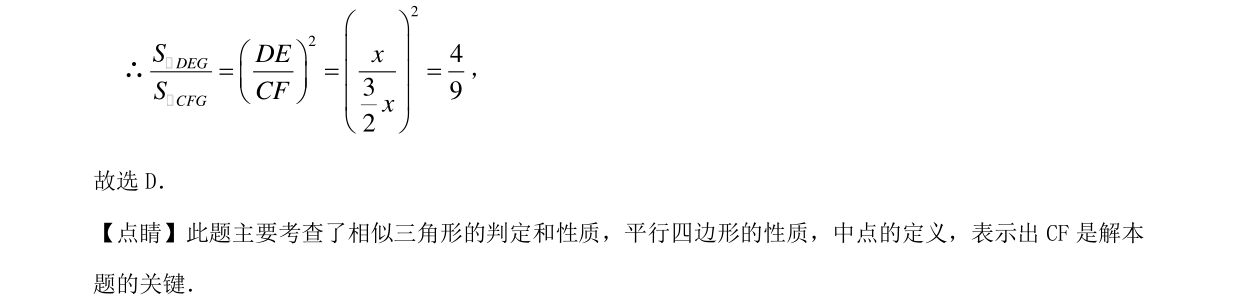 ∴ S□DEG/S□CFG = (DE/CF)² = (x/(3/2 x))² = 4/9，
故选 D．
【点睛】此题主要考查了相似三角形的判定和性质，平行四边形的性质，中点的定义，表示出 CF 是解本
题的关键．